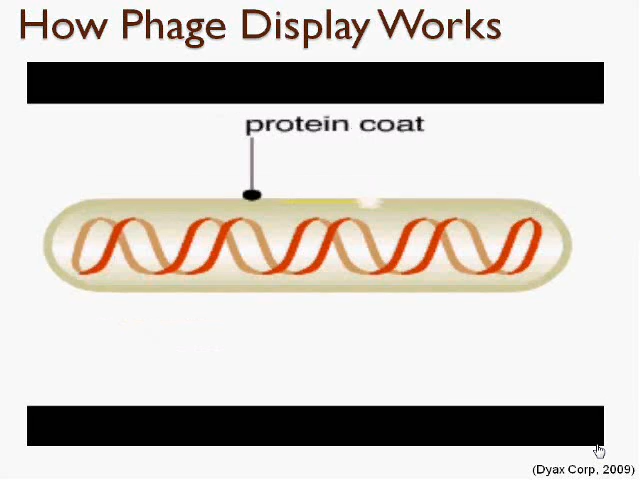 How Phage Display Works
protein coat
(Dyax Corp, 2009)